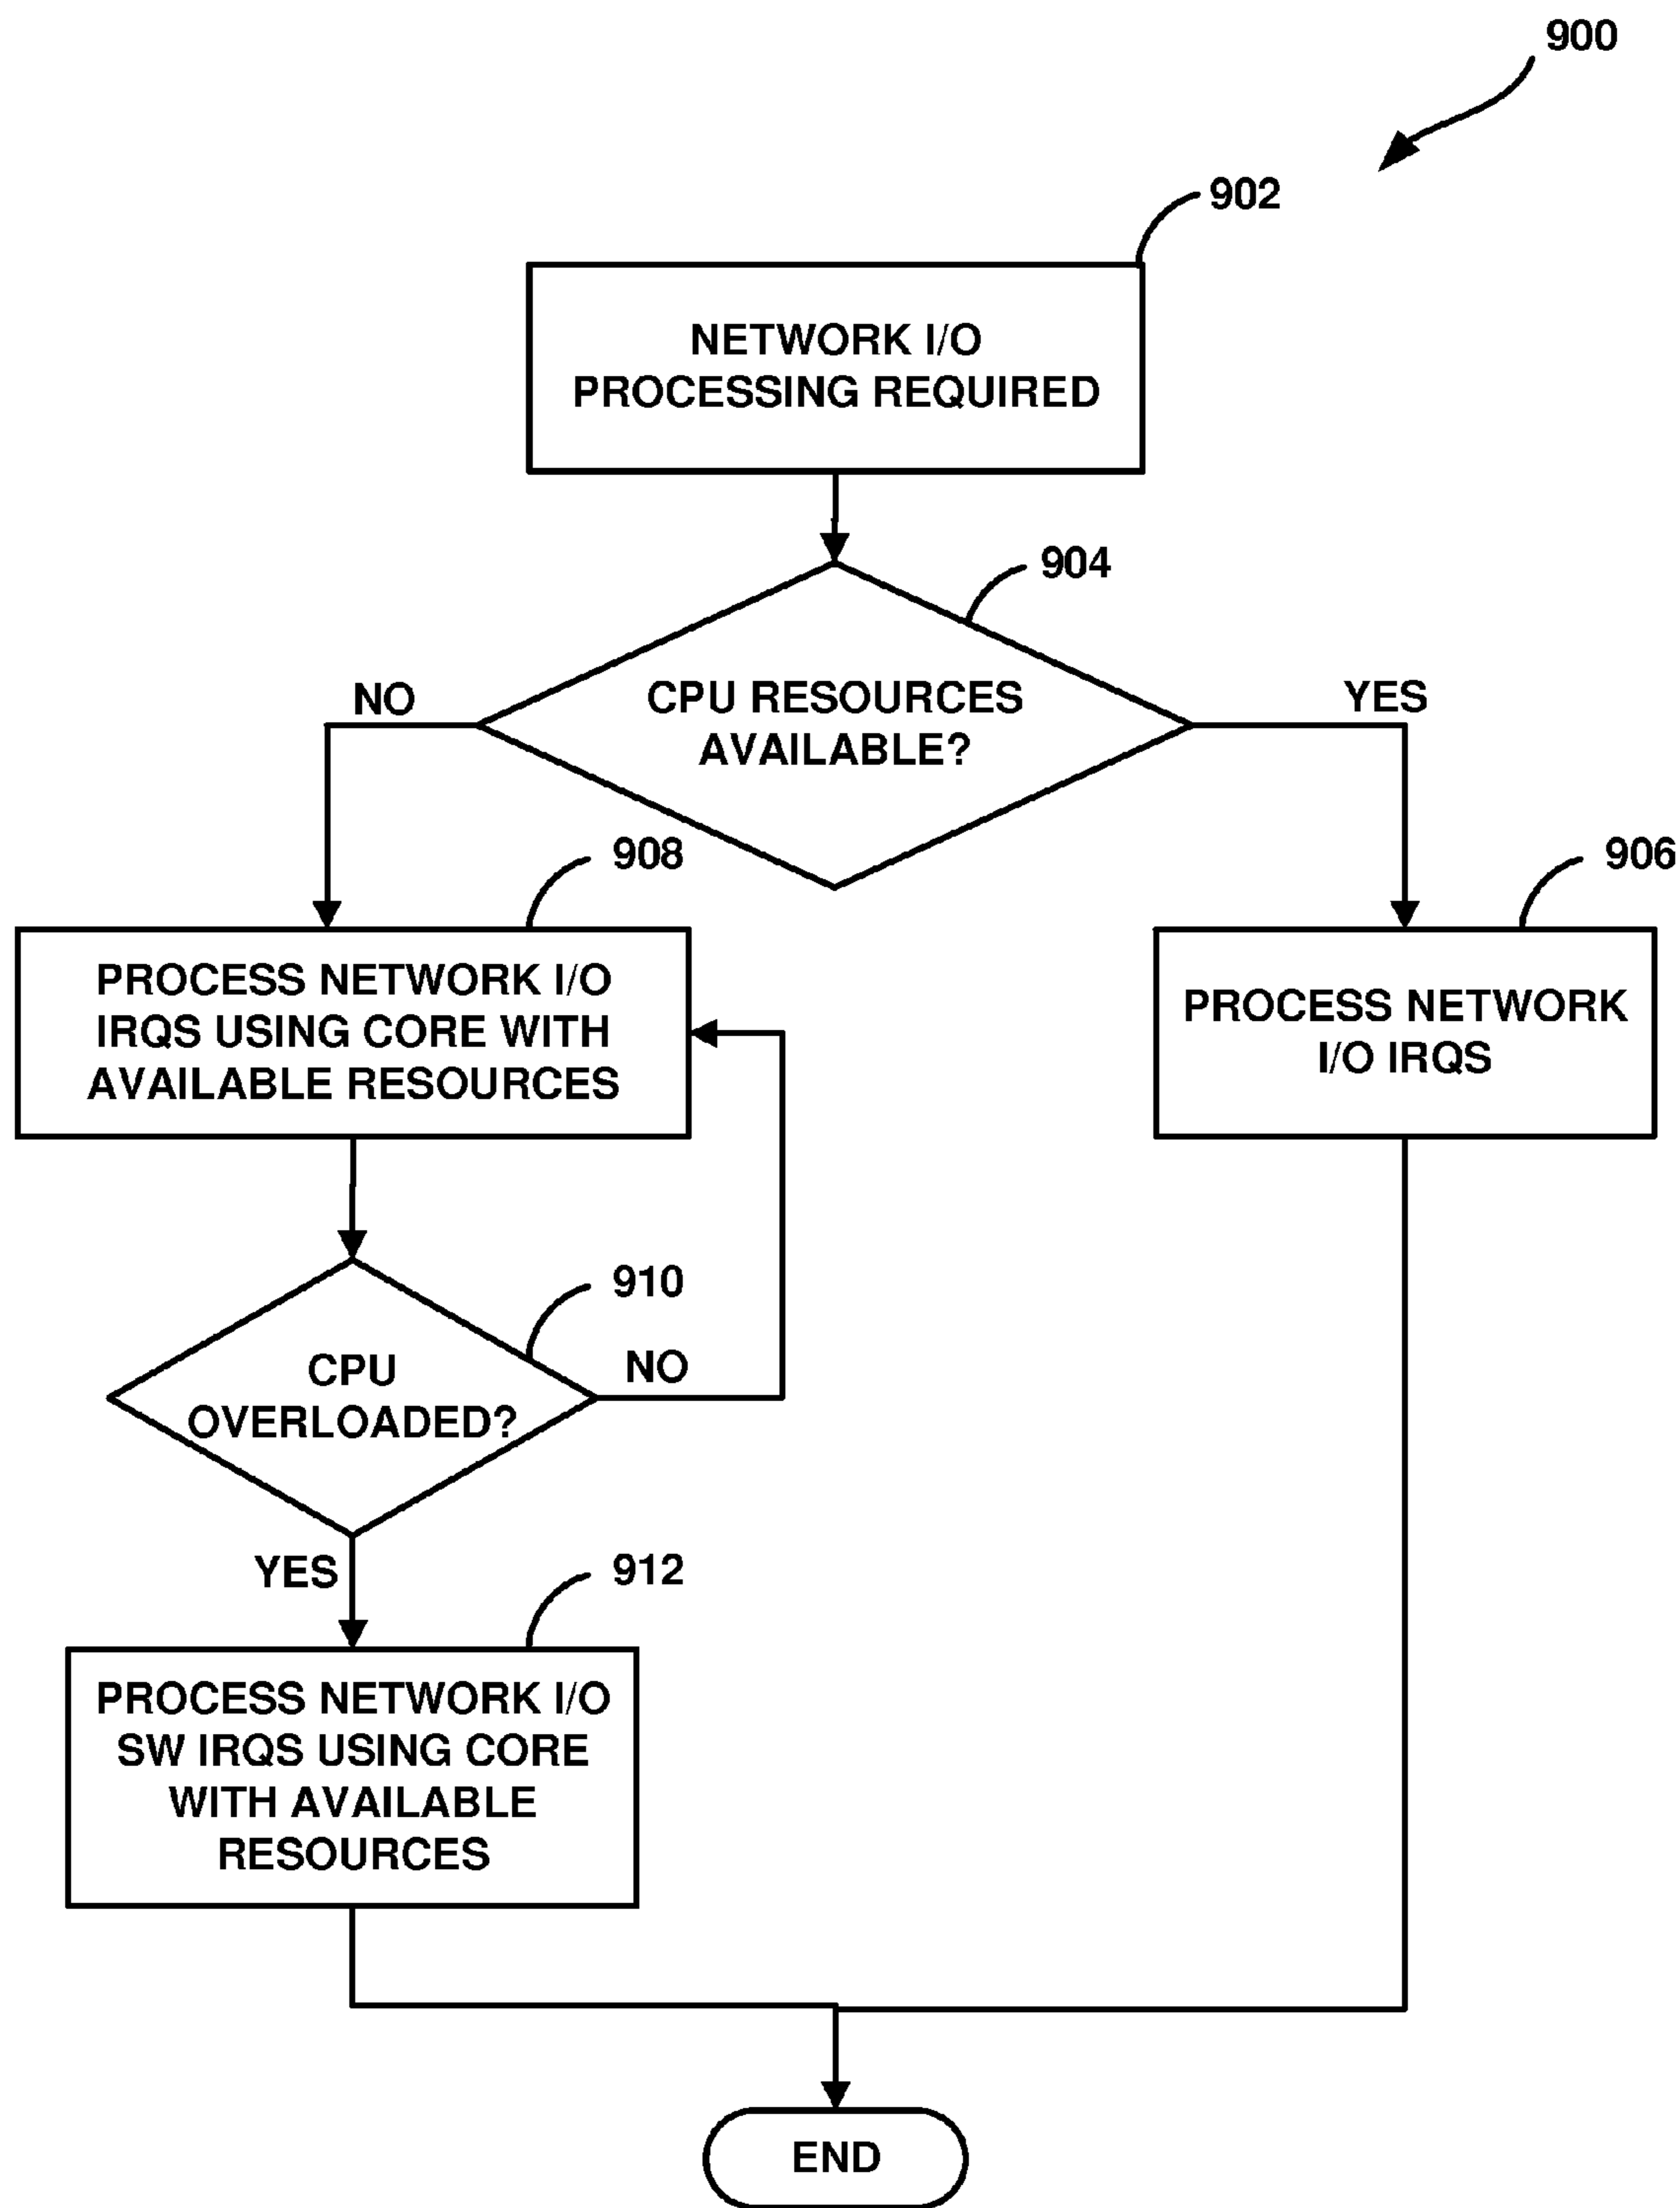 900
902
NETWORK I/O
PROCESSING REQUIRED
904
NO
CPU RESOURCES
AVAILABLE?
YES
908
906
PROCESS NETWORK I/O
IRQS USING CORE WITH
AVAILABLE RESOURCES
PROCESS NETWORK
I/O IRQS
910
CPU
OVERLOADED?
NO
YES
912
PROCESS NETWORK I/O
SW IRQS USING CORE
WITH AVAILABLE
RESOURCES
END